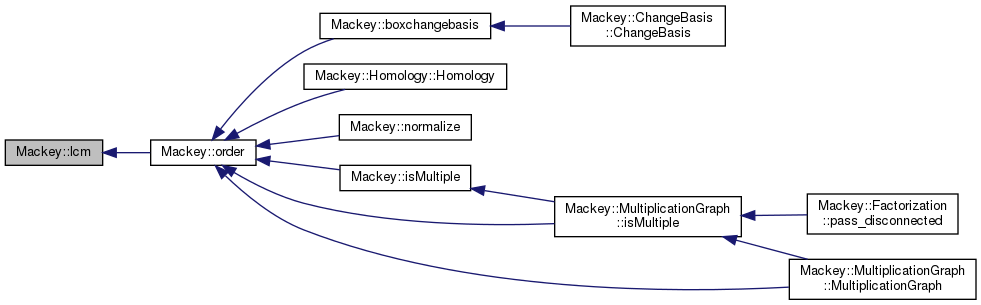 Mackey::lcm
Mackey::order
Mackey::boxchangebasis
Mackey::ChangeBasis
::ChangeBasis
Mackey::Homology::Homology
Mackey::normalize
Mackey::isMultiple
Mackey::MultiplicationGraph
::isMultiple
Mackey::Factorization
::pass_disconnected
Mackey::MultiplicationGraph
::MultiplicationGraph